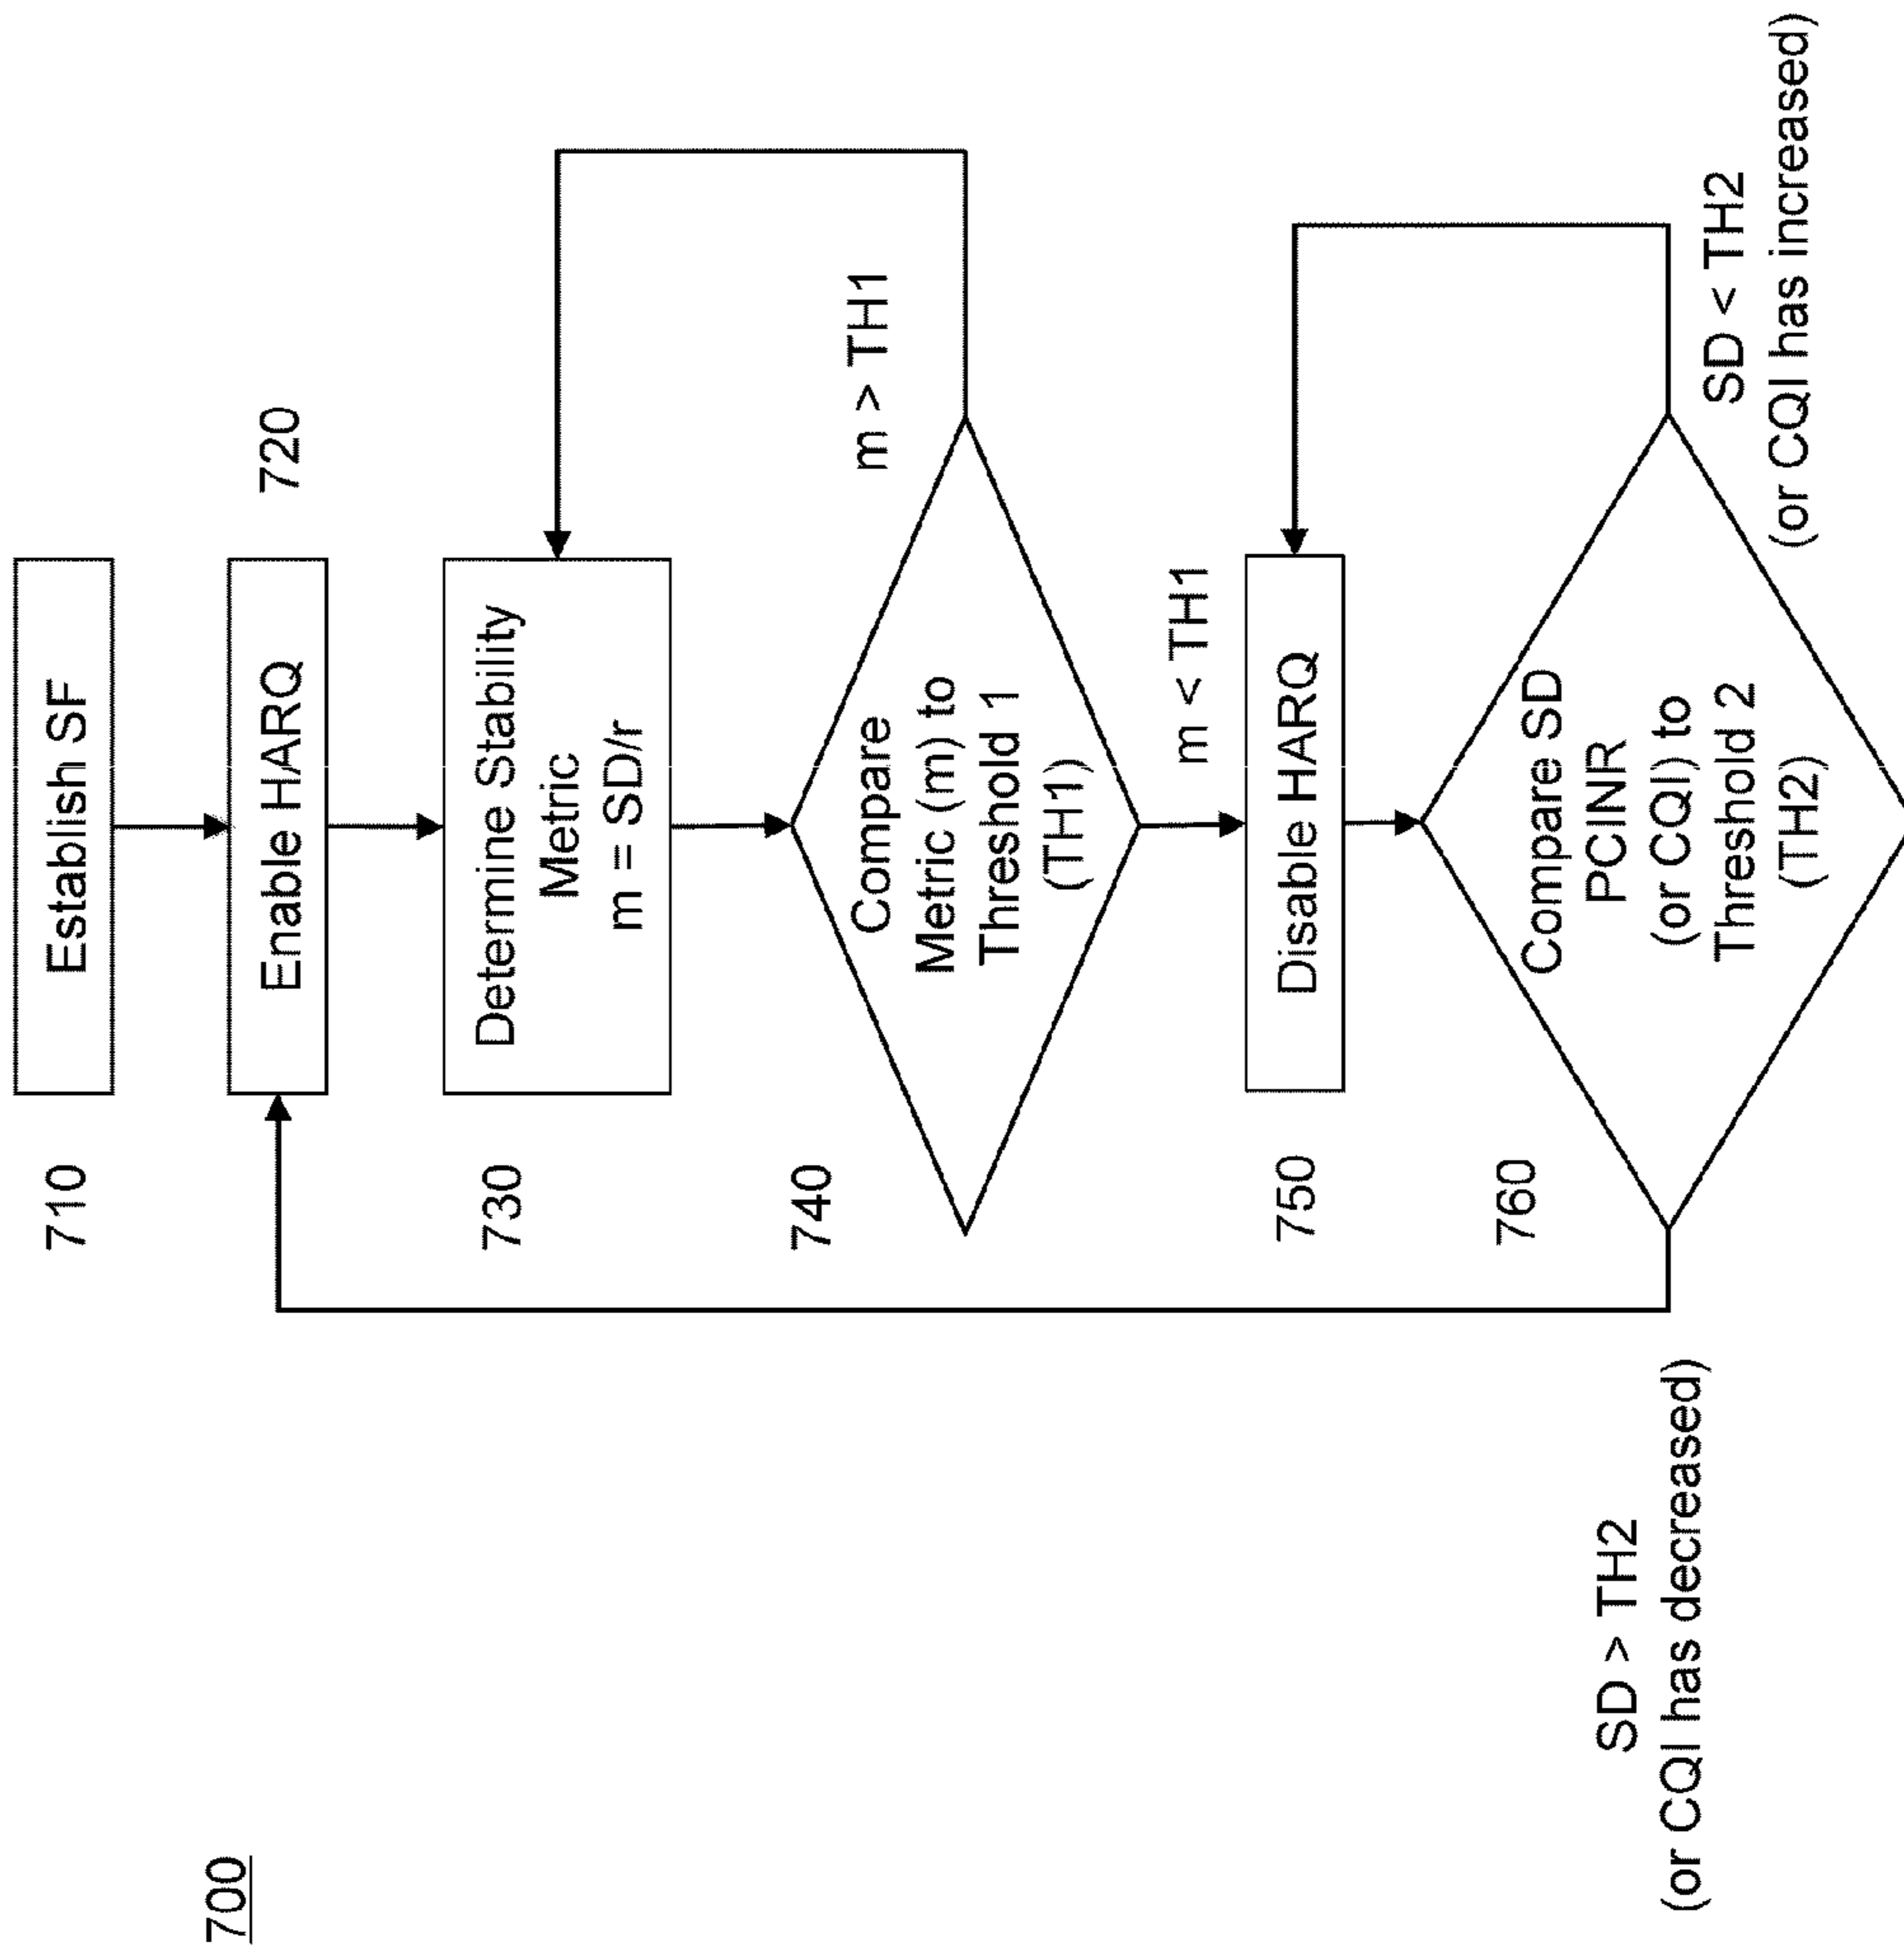 700
710
Establish SF
720
Enable HARQ
730
Determine Stability
Metric
m = SD/r
740
Compare
Metric (m) to
Threshold 1
(TH1)
m > TH1
m < TH1
750
Disable HARQ
760
Compare SD
PCINR
(or CQI) to
Threshold 2
(TH2)
SD > TH2
(or CQI has decreased)
SD < TH2
(or CQI has increased)